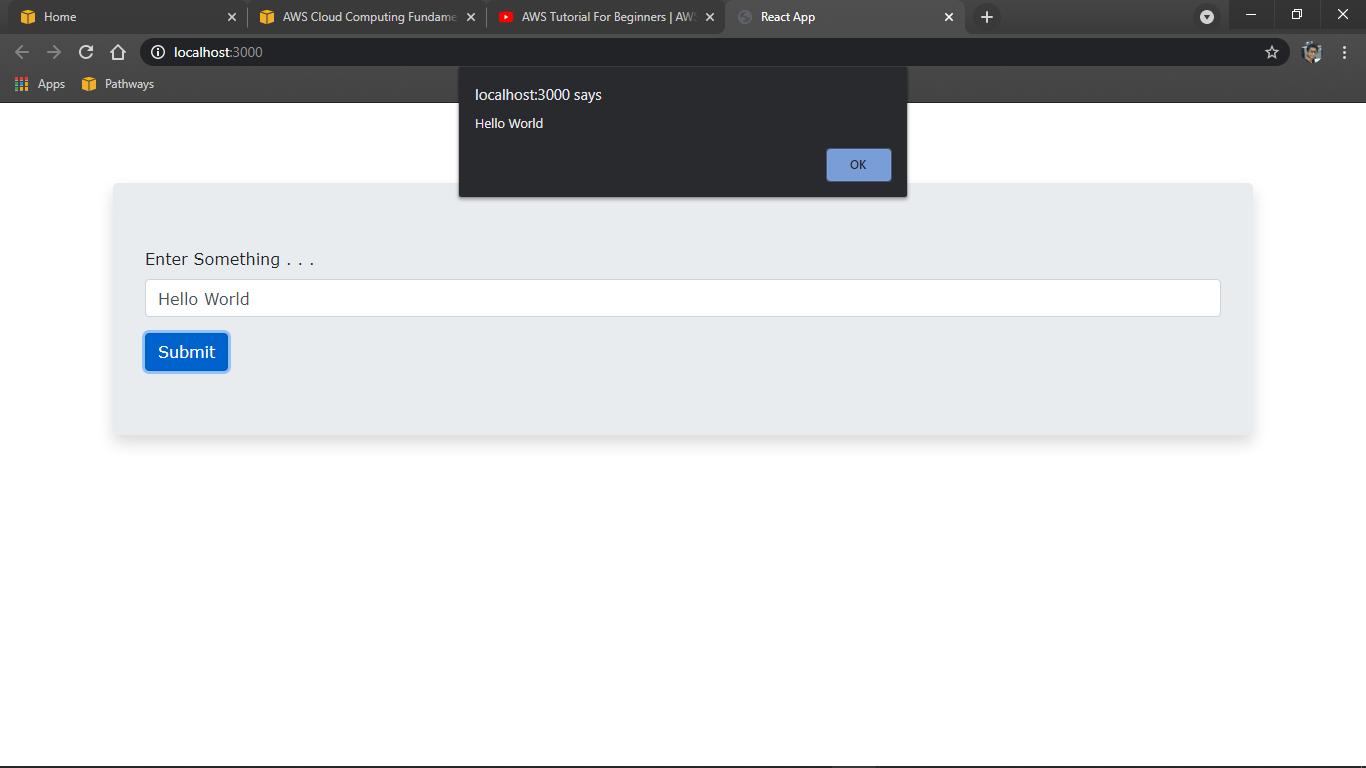 Home
AWS Cloud Computing Fundame
AWS Tutorial For Beginners | AWS
React App
localhost:3000
Apps
Pathways
localhost:3000 says
Hello World
OK
Enter Something . . .
Hello World
Submit